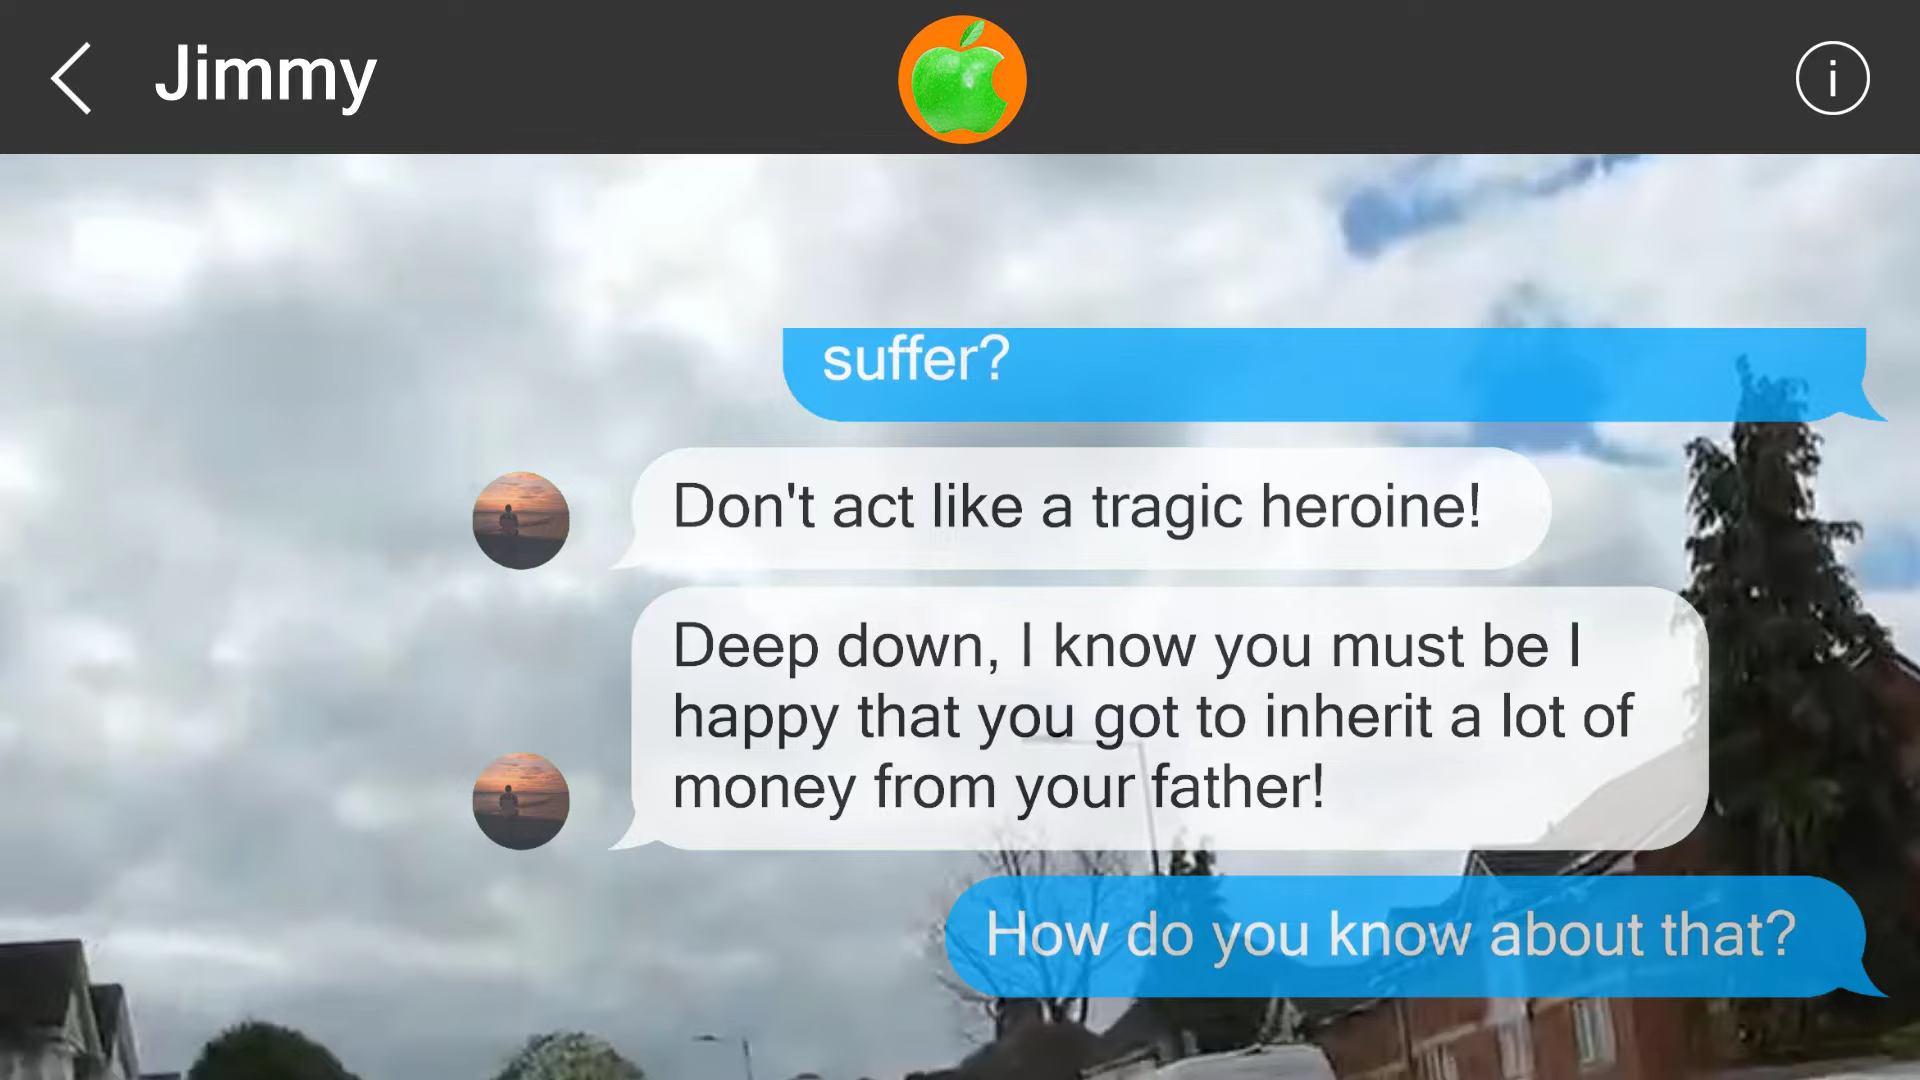 Jimmy
i
suffer?
Don't act like a tragic heroine!
Deep down, I know you must be I
happy that you got to inherit a lot of
money from your father!
How do you know about that?